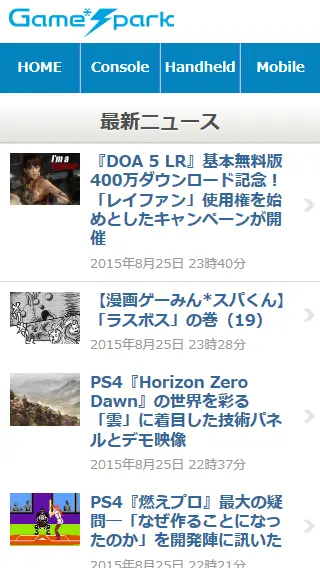 Game*Spark
HOME
Console
Handheld
Mobile
最新ニュース
I'm a
『DOA 5 LR』基本無料版
400万ダウンロード記念！
「レイファン」使用権を始
めとしたキャンペーンが開
催
2015年8月25日 23時40分
【漫画ゲーみん*スパくん】
「ラスボス」の巻（19）
2015年8月25日 23時28分
PS4『Horizon Zero
Dawn』の世界を彩る
「雲」に着目した技術パネ
ルとデモ映像
2015年8月25日 22時37分
PS4『燃えプロ』最大の疑
問―「なぜ作ることになっ
たのか」を開発陣に訊いた
2015年8月25日 22時21分